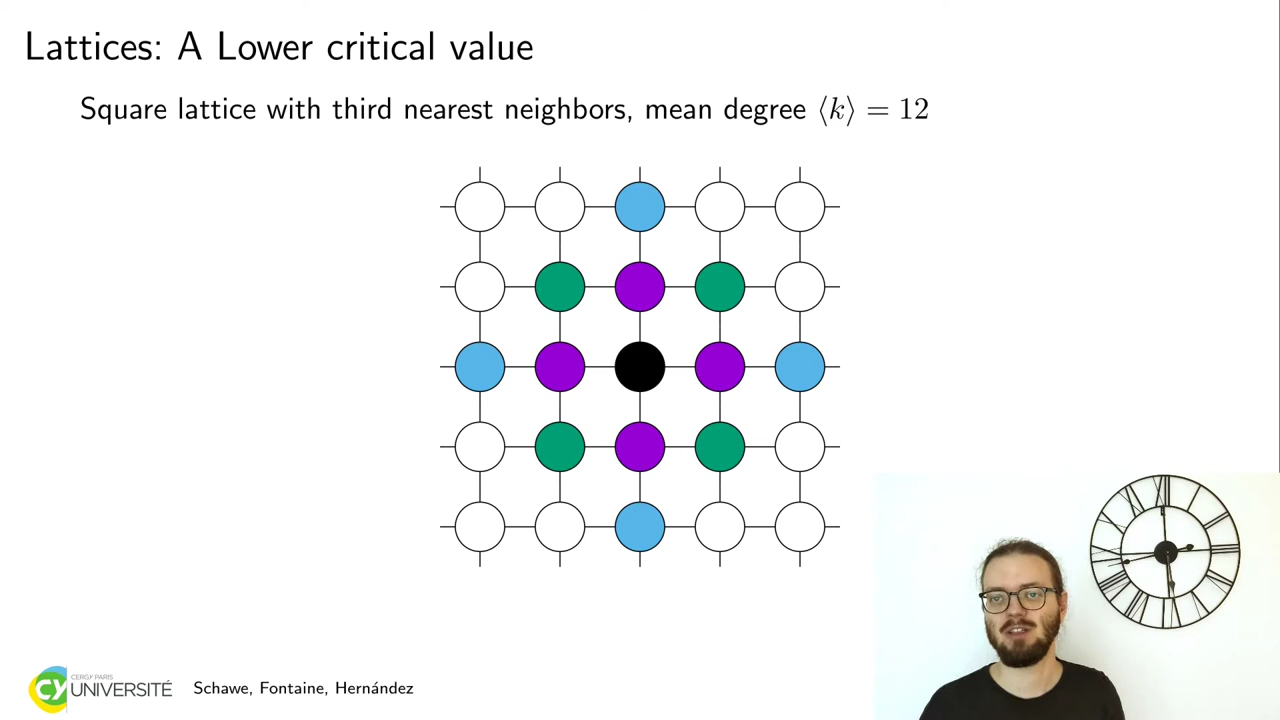 Lattices: A Lower critical value
Square lattice with third nearest neighbors, mean degree ⟨k⟩ = 12
CERGY PARIS
CY UNIVERSITÉ
Schawe, Fontaine, Hernández